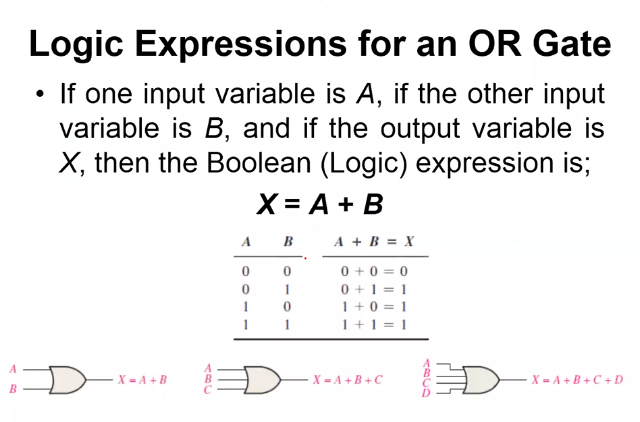 Logic Expressions for an OR Gate
• If one input variable is A, if the other input
variable is B, and if the output variable is
X, then the Boolean (Logic) expression is;
X = A + B
A B A + B = X
0 0 0 + 0 = 0
0 1 0 + 1 = 1
1 0 1 + 0 = 1
1 1 1 + 1 = 1
A
B
X = A + B
A
B
C
X = A + B + C
A
B
C
D
X = A + B + C + D